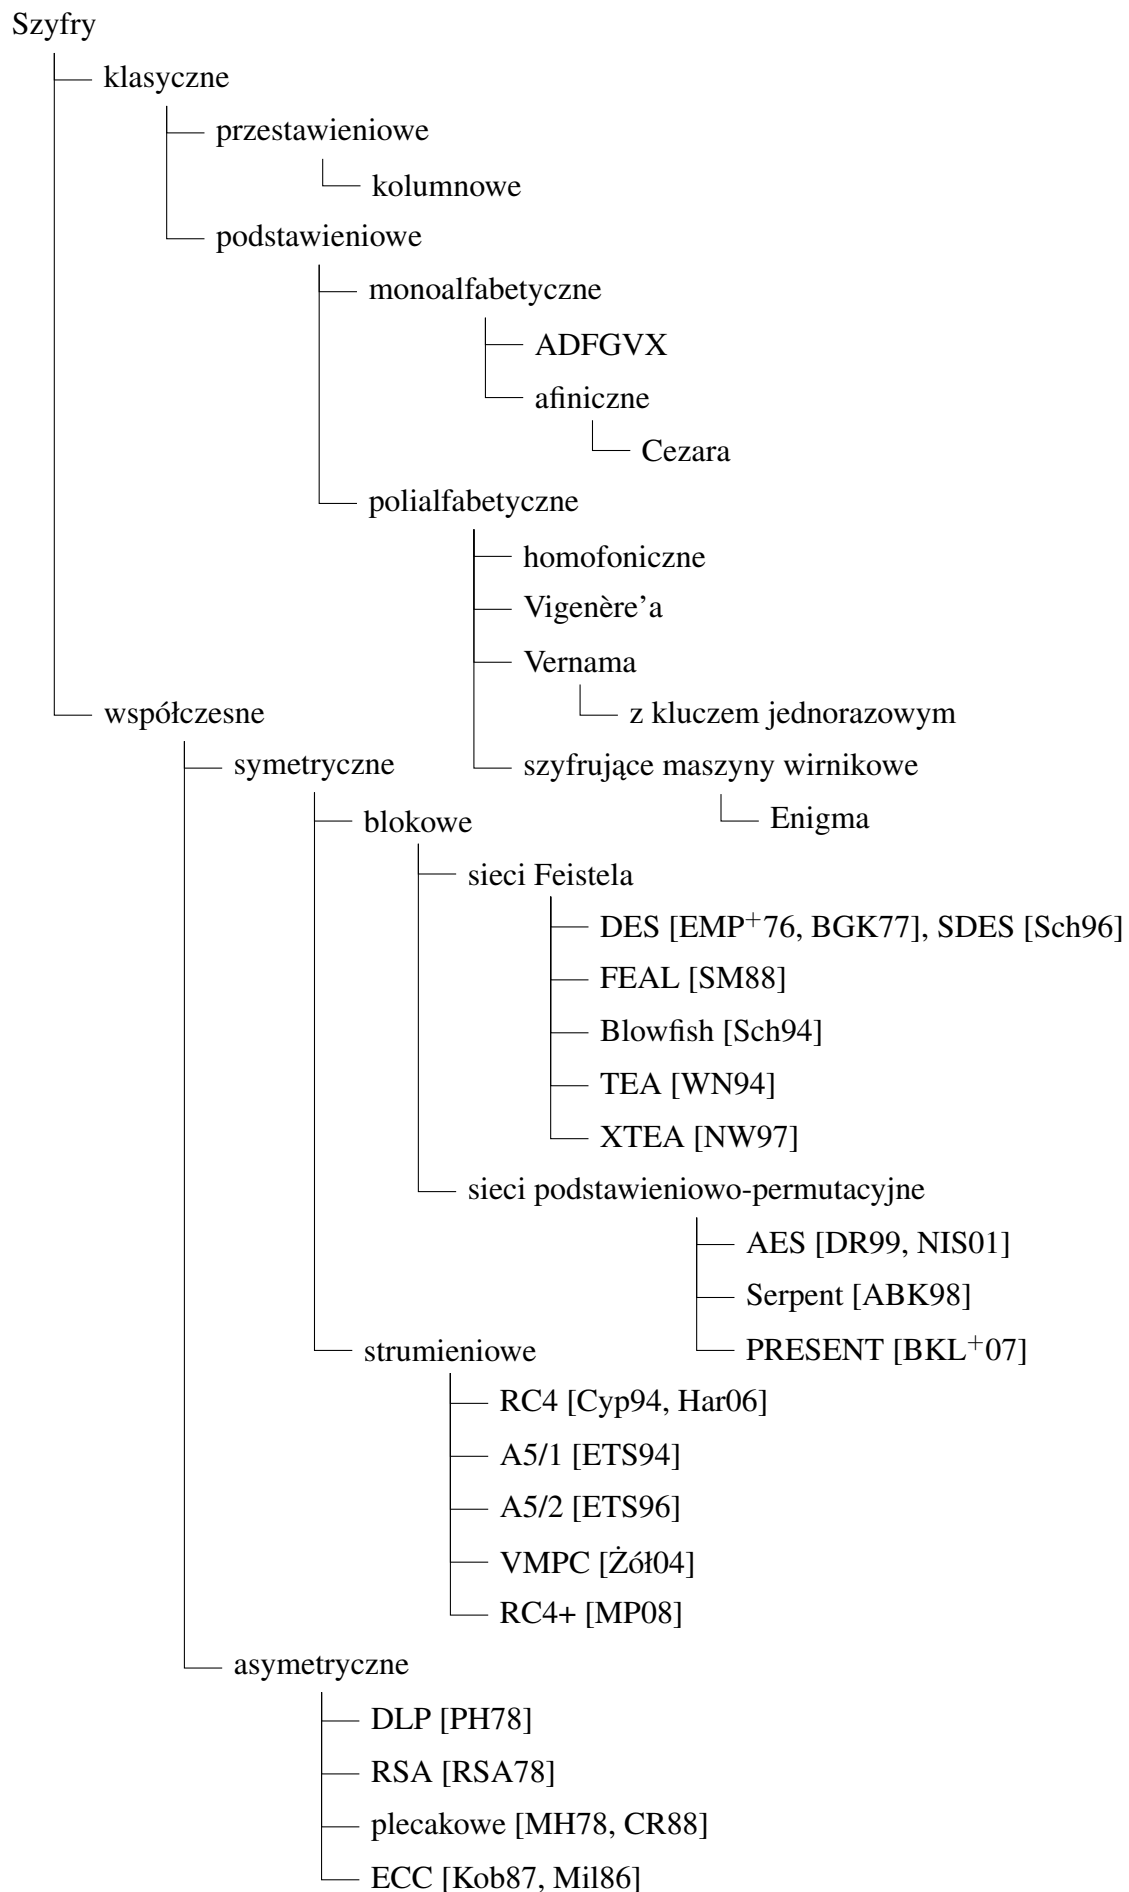 Szyfry
klasyczne
przestawieniowe
kolumnowe
podstawieniowe
monoalfabetyczne
ADFGVX
afiniczne
Cezara
polialfabetyczne
homofoniczne
Vigenère’a
Vernama
z kluczem jednorazowym
szyfrujące maszyny wirnikowe
Enigma
współczesne
symetryczne
blokowe
sieci Feistela
DES [EMP+76, BGK77], SDES [Sch96]
FEAL [SM88]
Blowfish [Sch94]
TEA [WN94]
XTEA [NW97]
sieci podstawieniowo-permutacyjne
AES [DR99, NIS01]
Serpent [ABK98]
PRESENT [BKL+07]
strumieniowe
RC4 [Cyp94, Har06]
A5/1 [ETS94]
A5/2 [ETS96]
VMPC [Żół04]
RC4+ [MP08]
asymetryczne
DLP [PH78]
RSA [RSA78]
plecakowe [MH78, CR88]
ECC [Kob87, Mil86]